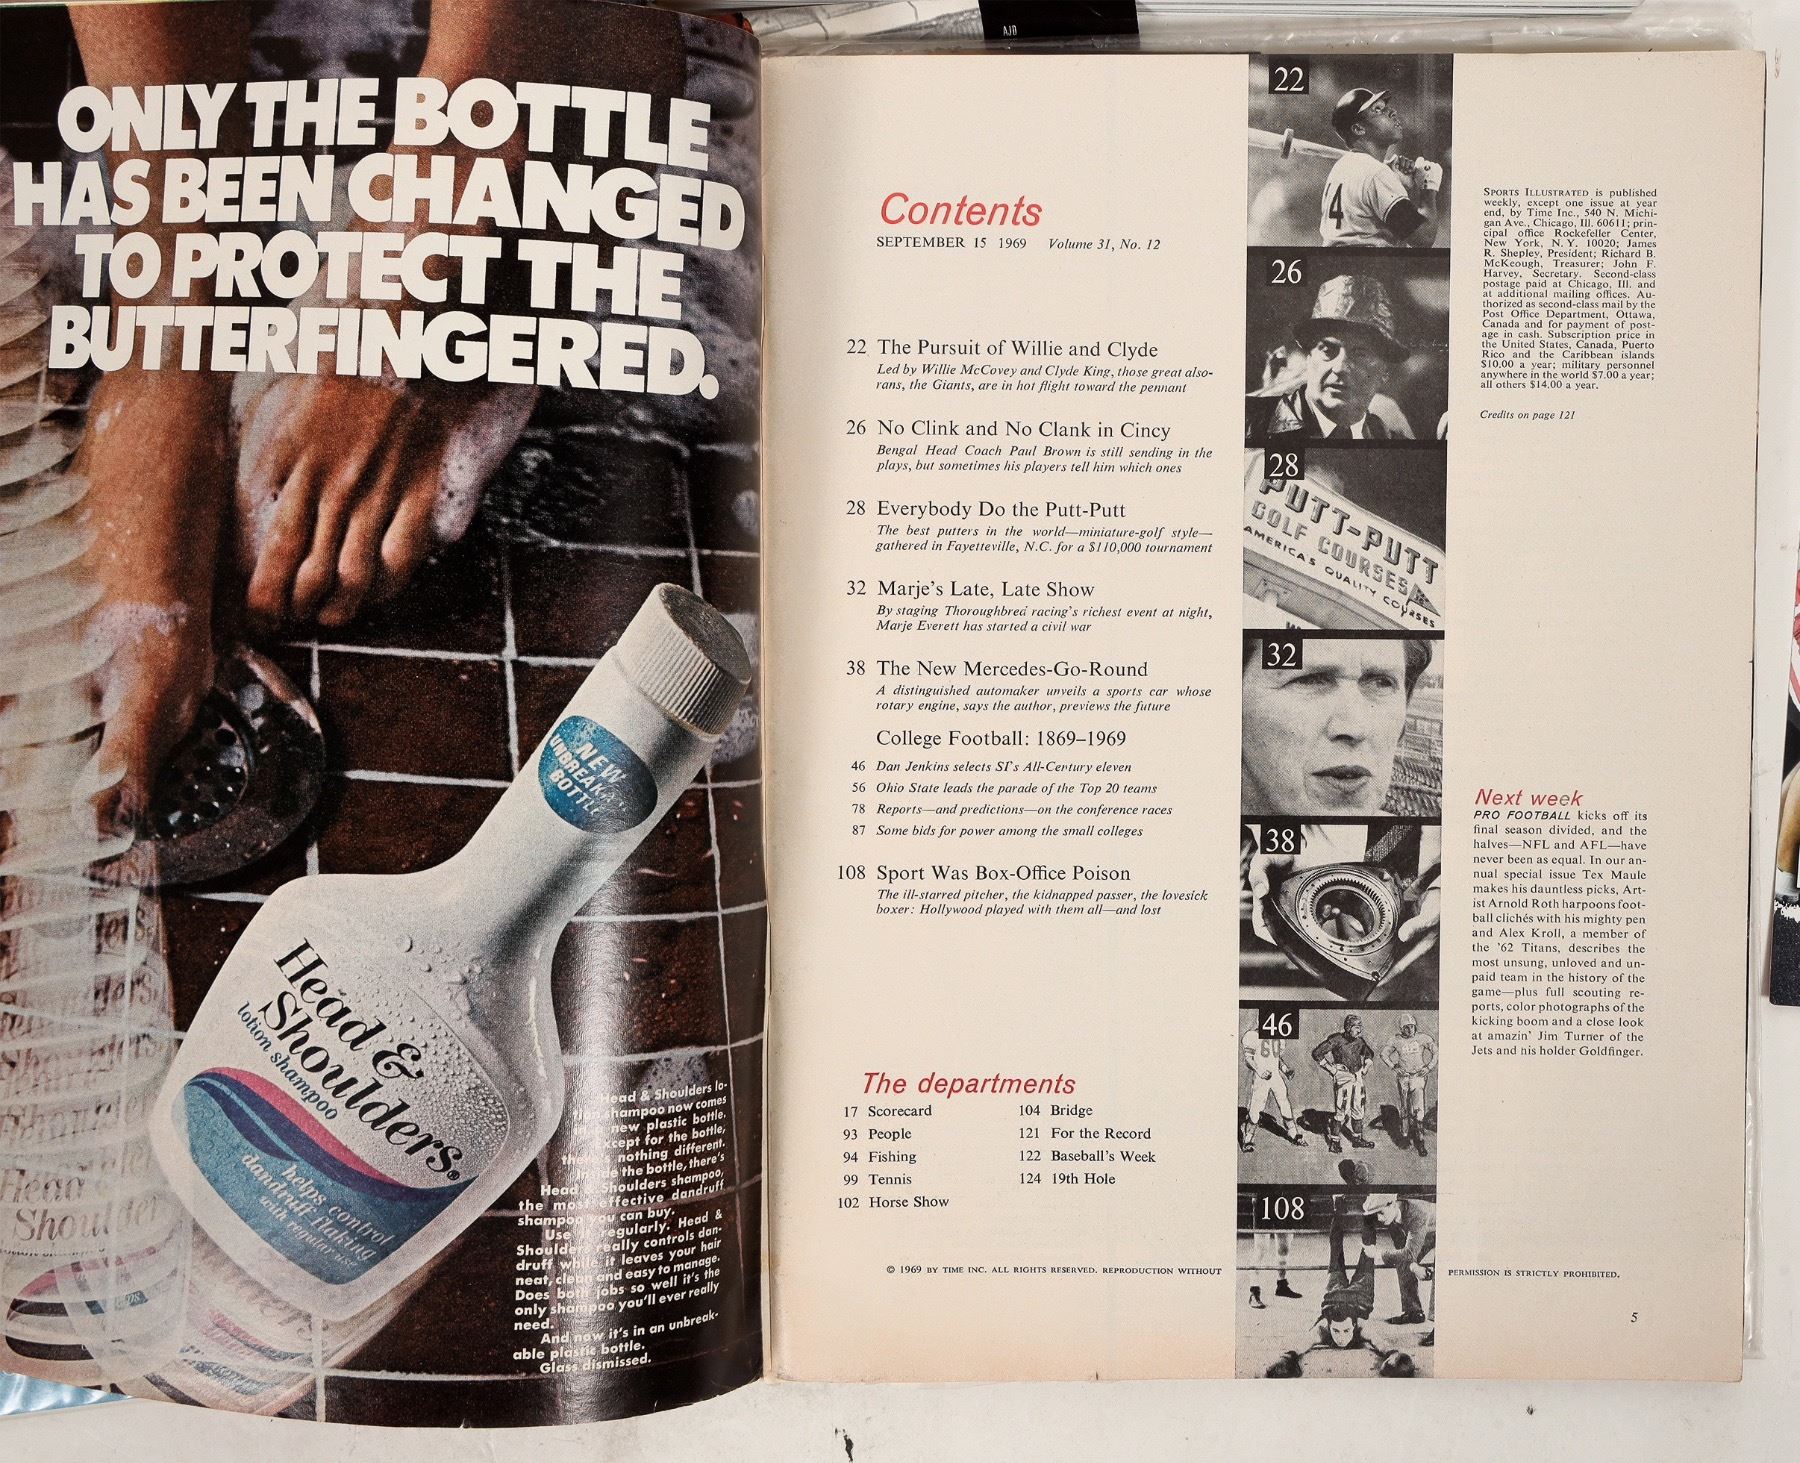 AJD
ONLY THE BOTTLE
HAS BEEN CHANGED
TO PROTECT THE
BUTTERFINGERED.
NEW
UNBREAKABLE
BOTTLE
Head &
Shoulders®
lotion shampoo
helps control
dandruff flaking
with regular use
Head & Shoulders lo-
tion shampoo now comes
new plastic bottle.
Except for the bottle,
there's nothing different.
Inside the bottle, there's
Head & Shoulders shampoo,
the most effective dandruff
shampoo you can buy.
Use it regularly. Head &
Shoulders really controls dan-
druff while it leaves your hair
neat, clean and easy to manage.
Does both jobs so well it's the
only shampoo you'll ever really
need.
And now it's in an unbreak-
able plastic bottle.
Glass dismissed.
Contents
SEPTEMBER 15 1969 Volume 31, No. 12
22 The Pursuit of Willie and Clyde
Led by Willie McCovey and Clyde King, those great also-
rans, the Giants, are in hot flight toward the pennant
26 No Clink and No Clank in Cincy
Bengal Head Coach Paul Brown is still sending in the
plays, but sometimes his players tell him which ones
28 Everybody Do the Putt-Putt
The best putters in the world—miniature-golf style—
gathered in Fayetteville, N.C. for a $110,000 tournament
32 Marje's Late, Late Show
By staging Thoroughbred racing's richest event at night,
Marje Everett has started a civil war
38 The New Mercedes-Go-Round
A distinguished automaker unveils a sports car whose
rotary engine, says the author, previews the future
College Football: 1869–1969
46 Dan Jenkins selects SI's All-Century eleven
56 Ohio State leads the parade of the Top 20 teams
78 Reports—and predictions—on the conference races
87 Some bids for power among the small colleges
108 Sport Was Box-Office Poison
The ill-starred pitcher, the kidnapped passer, the lovesick
boxer: Hollywood played with them all—and lost
The departments
17 Scorecard
93 People
94 Fishing
99 Tennis
102 Horse Show
104 Bridge
121 For the Record
122 Baseball's Week
124 19th Hole
© 1969 BY TIME INC. ALL RIGHTS RESERVED. REPRODUCTION WITHOUT PERMISSION IS STRICTLY PROHIBITED.
22
26
28
PUTT-PUTT
GOLF COURSES
AMERICA'S QUALITY COURSES
32
38
46
60
108
SPORTS ILLUSTRATED is published
weekly, except one issue at year
end, by Time Inc., 540 N. Michi-
gan Ave., Chicago, Ill. 60611; prin-
cipal office Rockefeller Center,
New York, N.Y. 10020; James
R. Shepley, President; Richard B.
McKeough, Treasurer; John F.
Harvey, Secretary. Second-class
postage paid at Chicago, Ill. and
at additional mailing offices. Au-
thorized as second-class mail by the
Post Office Department, Ottawa,
Canada and for payment of post-
age in cash. Subscription price in
the United States, Canada, Puerto
Rico and the Caribbean islands
$10.00 a year; military personnel
anywhere in the world $7.00 a year;
all others $14.00 a year.
Credits on page 121
Next week
PRO FOOTBALL kicks off its
final season divided, and the
halves—NFL and AFL—have
never been as equal. In our an-
nual special issue Tex Maule
makes his dauntless picks, Art-
ist Arnold Roth harpoons foot-
ball clichés with his mighty pen
and Alex Kroll, a member of
the '62 Titans, describes the
most unsung, unloved and un-
paid team in the history of the
game—plus full scouting re-
ports, color photographs of the
kicking boom and a close look
at amazin' Jim Turner of the
Jets and his holder Goldfinger.
5